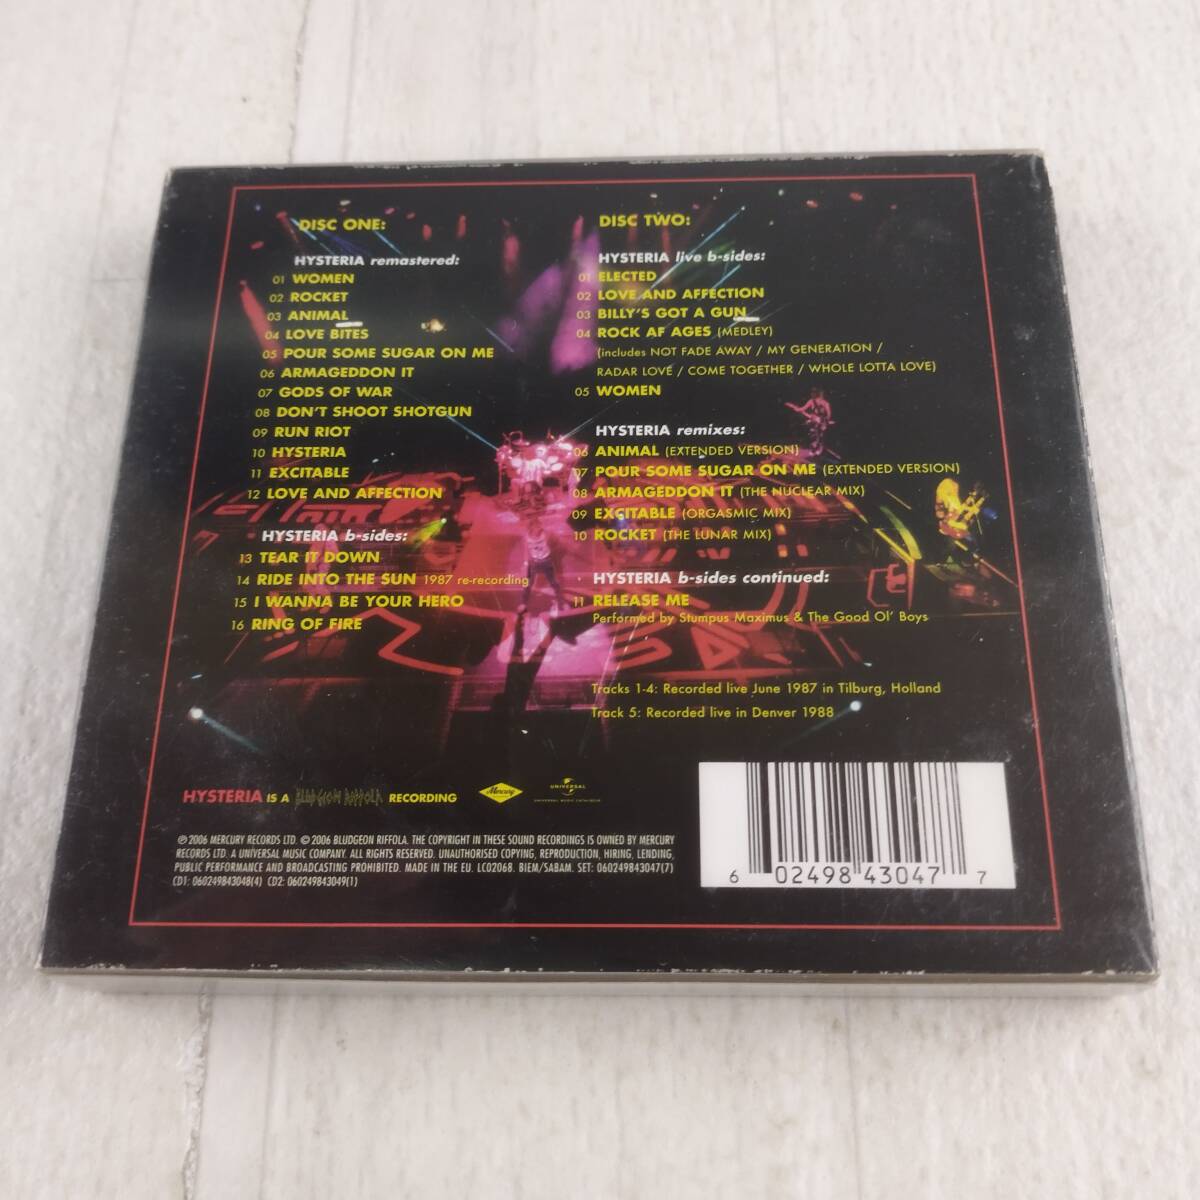 DISC ONE:
HYSTERIA remastered:
01 WOMEN
02 ROCKET
03 ANIMAL
04 LOVE BITES
05 POUR SOME SUGAR ON ME
06 ARMAGEDDON IT
07 GODS OF WAR
08 DON'T SHOOT SHOTGUN
09 RUN RIOT
10 HYSTERIA
11 EXCITABLE
12 LOVE AND AFFECTION
HYSTERIA b-sides:
13 TEAR IT DOWN
14 RIDE INTO THE SUN 1987 re-recording
15 I WANNA BE YOUR HERO
16 RING OF FIRE
DISC TWO:
HYSTERIA live b-sides:
01 ELECTED
02 LOVE AND AFFECTION
03 BILLY'S GOT A GUN
04 ROCK AF AGES (MEDLEY)
(includes NOT FADE AWAY / MY GENERATION /
RADAR LOVE / COME TOGETHER / WHOLE LOTTA LOVE)
05 WOMEN
HYSTERIA remixes:
06 ANIMAL (EXTENDED VERSION)
07 POUR SOME SUGAR ON ME (EXTENDED VERSION)
08 ARMAGEDDON IT (THE NUCLEAR MIX)
09 EXCITABLE (ORGASMIC MIX)
10 ROCKET (THE LUNAR MIX)
HYSTERIA b-sides continued:
11 RELEASE ME
Performed by Stumpus Maximus & The Good Ol' Boys
Tracks 1-4: Recorded live June 1987 in Tilburg, Holland
Track 5: Recorded live in Denver 1988
HYSTERIA IS A BLUDGEON RIFFOLA RECORDING
Mercury
UNIVERSAL
UNIVERSAL MUSIC CATALOGUE
℗ 2006 MERCURY RECORDS LTD. © 2006 BLUDGEON RIFFOLA. THE COPYRIGHT IN THESE SOUND RECORDINGS IS OWNED BY MERCURY
RECORDS LTD. A UNIVERSAL MUSIC COMPANY. ALL RIGHTS RESERVED. UNAUTHORISED COPYING, REPRODUCTION, HIRING, LENDING,
PUBLIC PERFORMANCE AND BROADCASTING PROHIBITED. MADE IN THE EU. LC02068. BIEM/SABAM. SET: 060249843047(7)
CD1: 060249843048(4) CD2: 060249843049(1)
6 02498 43047 7